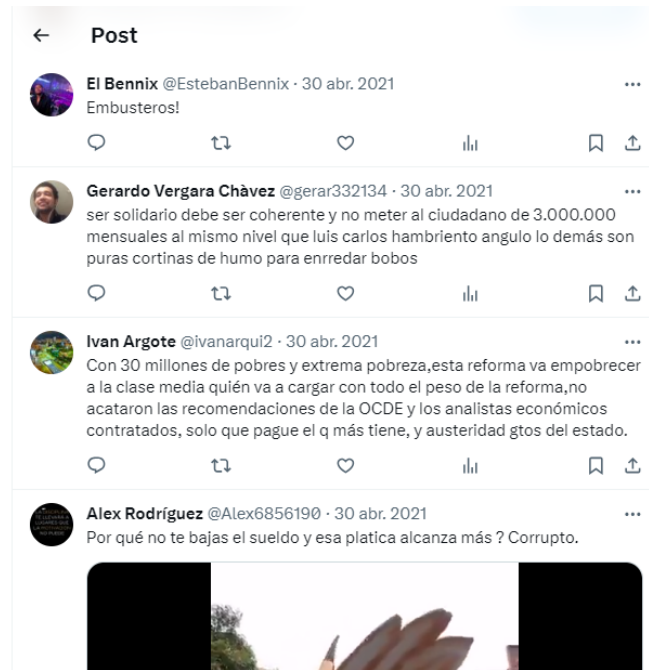 Post
El Bennix @EstebanBennix · 30 abr. 2021
Embusteros!
Gerardo Vergara Chàvez @gerar332134 · 30 abr. 2021
ser solidario debe ser coherente y no meter al ciudadano de 3.000.000
mensuales al mismo nivel que luis carlos hambriento angulo lo demás son
puras cortinas de humo para enrredar bobos
Ivan Argote @ivanarqui2 · 30 abr. 2021
Con 30 millones de pobres y extrema pobreza,esta reforma va empobrecer
a la clase media quién va a cargar con todo el peso de la reforma,no
acataron las recomendaciones de la OCDE y los analistas económicos
contratados, solo que pague el q más tiene, y austeridad gtos del estado.
Alex Rodríguez @Alex6856190 · 30 abr. 2021
Por qué no te bajas el sueldo y esa platica alcanza más ? Corrupto.